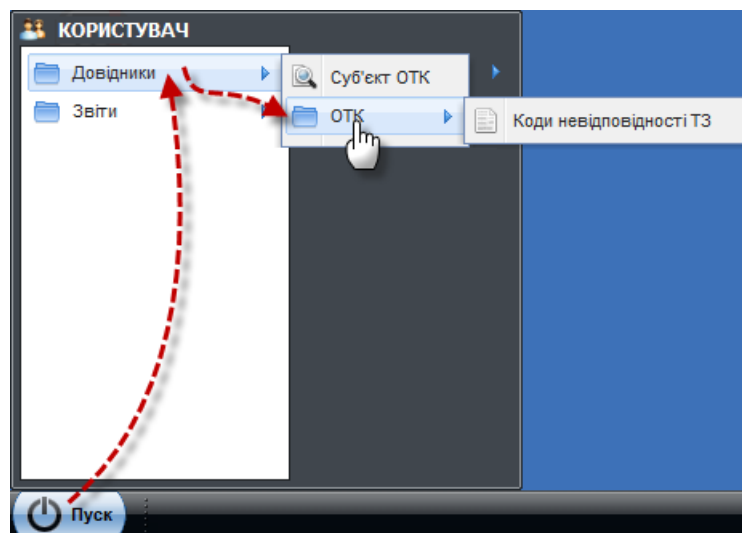 КОРИСТУВАЧ
Довідники
Суб'єкт ОТК
Звіти
ОТК
Коди невідповідності ТЗ
Пуск